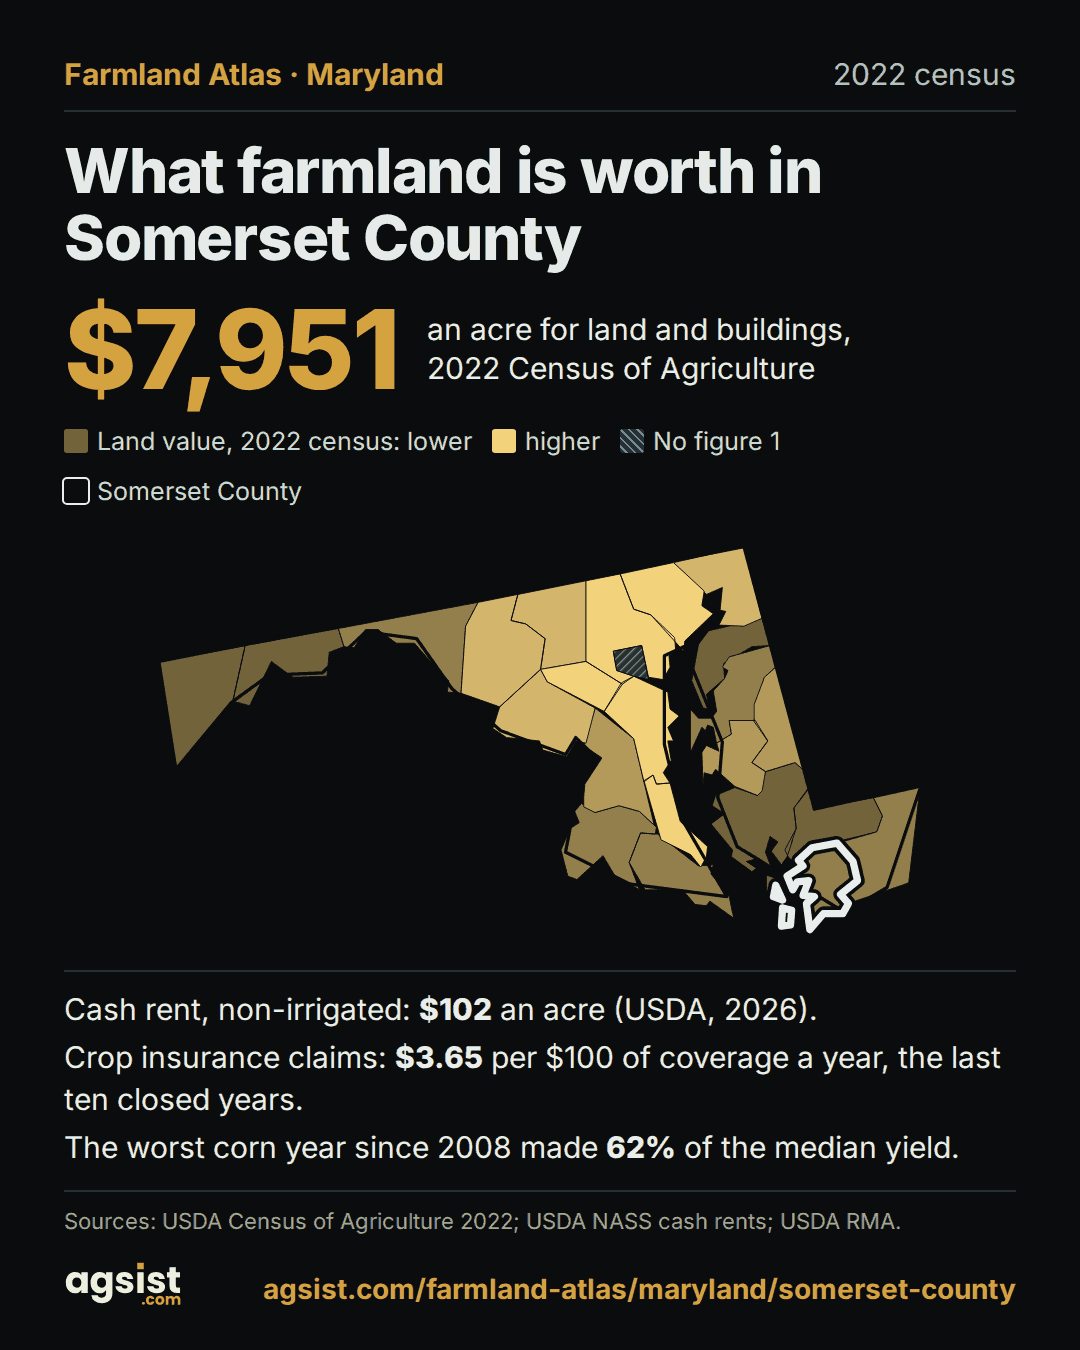 Farmland Atlas · Maryland
2022 census
What farmland is worth in
Somerset County
$7,951
an acre for land and buildings,
2022 Census of Agriculture
Land value, 2022 census: lower
higher
No figure 1
Somerset County
Cash rent, non-irrigated: $102 an acre (USDA, 2026).
Crop insurance claims: $3.65 per $100 of coverage a year, the last
ten closed years.
The worst corn year since 2008 made 62% of the median yield.
Sources: USDA Census of Agriculture 2022; USDA NASS cash rents; USDA RMA.
agsist
.com
agsist.com/farmland-atlas/maryland/somerset-county